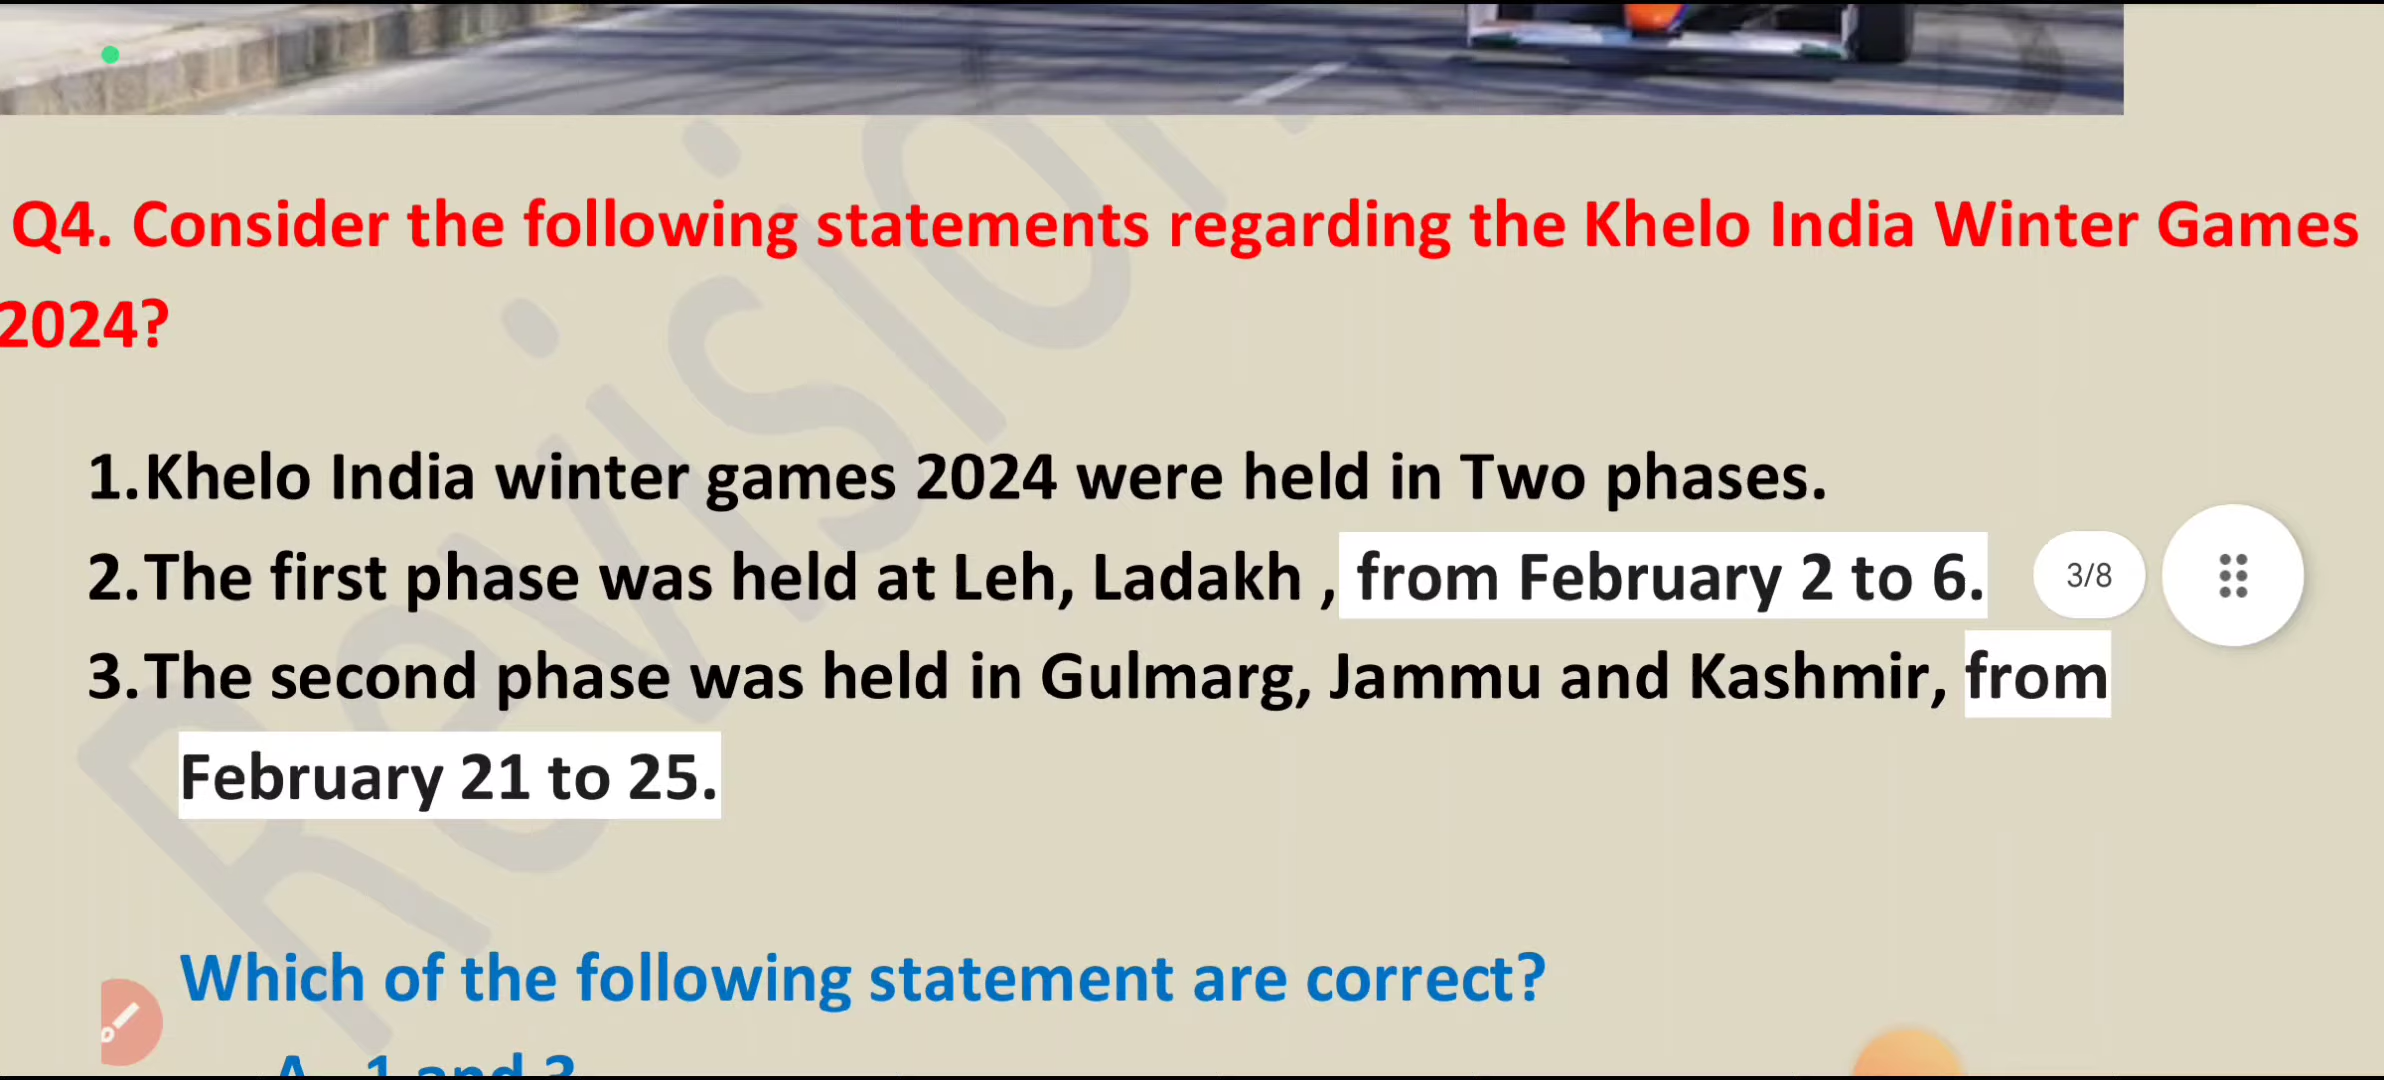 Q4. Consider the following statements regarding the Khelo India Winter Games
2024?
1.Khelo India winter games 2024 were held in Two phases.
2.The first phase was held at Leh, Ladakh , from February 2 to 6.
3/8
3.The second phase was held in Gulmarg, Jammu and Kashmir, from
February 21 to 25.
Which of the following statement are correct?
A. 1 and